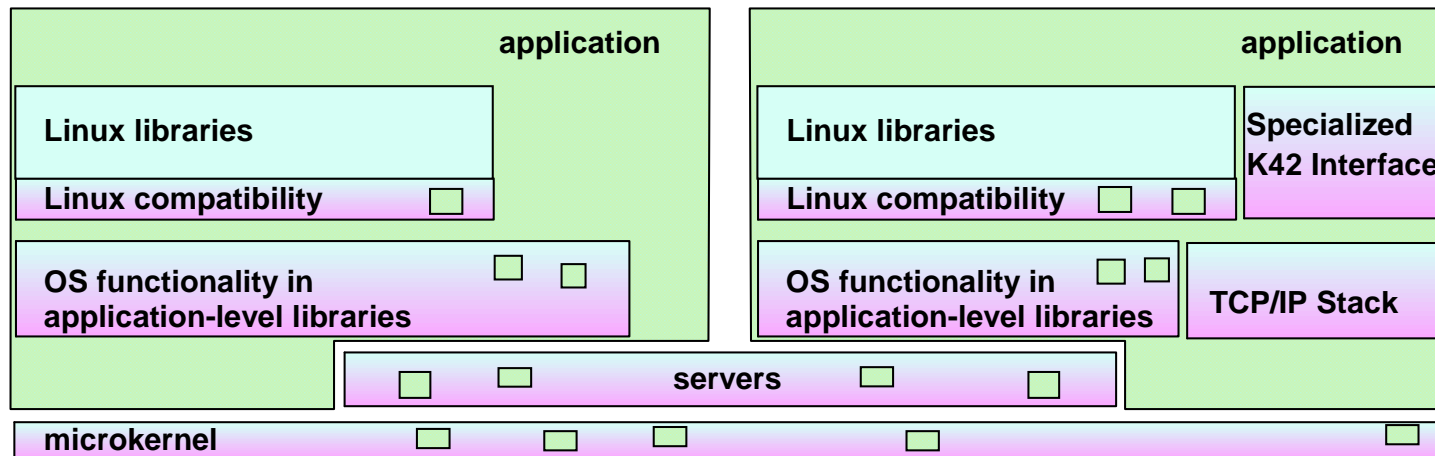 application
Linux libraries
Linux compatibility
OS functionality in
application-level libraries
application
Linux libraries
Specialized
K42 Interface
Linux compatibility
OS functionality in
application-level libraries
TCP/IP Stack
servers
microkernel